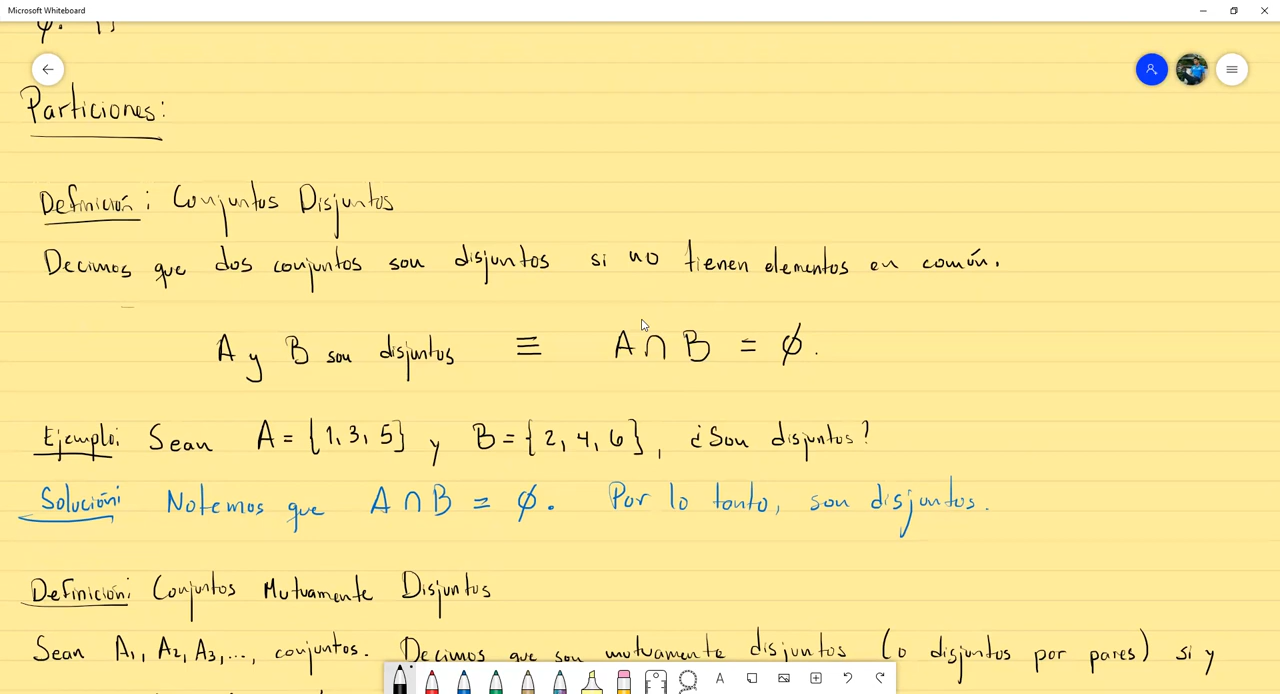 Microsoft Whiteboard
Particiones:
Definición: Conjuntos Disjuntos
Decimos que dos conjuntos son disjuntos si no tienen elementos en común.
A y B son disjuntos ≡ A ∩ B = ∅.
Ejemplo: Sean A = {1, 3, 5} y B = {2, 4, 6}, ¿Son disjuntos?
Solución: Notemos que A ∩ B = ∅. Por lo tanto, son disjuntos.
Definición: Conjuntos Mutuamente Disjuntos
Sean A₁, A₂, A₃, ..., conjuntos. Decimos que son mutuamente disjuntos (o disjuntos por pares) si y